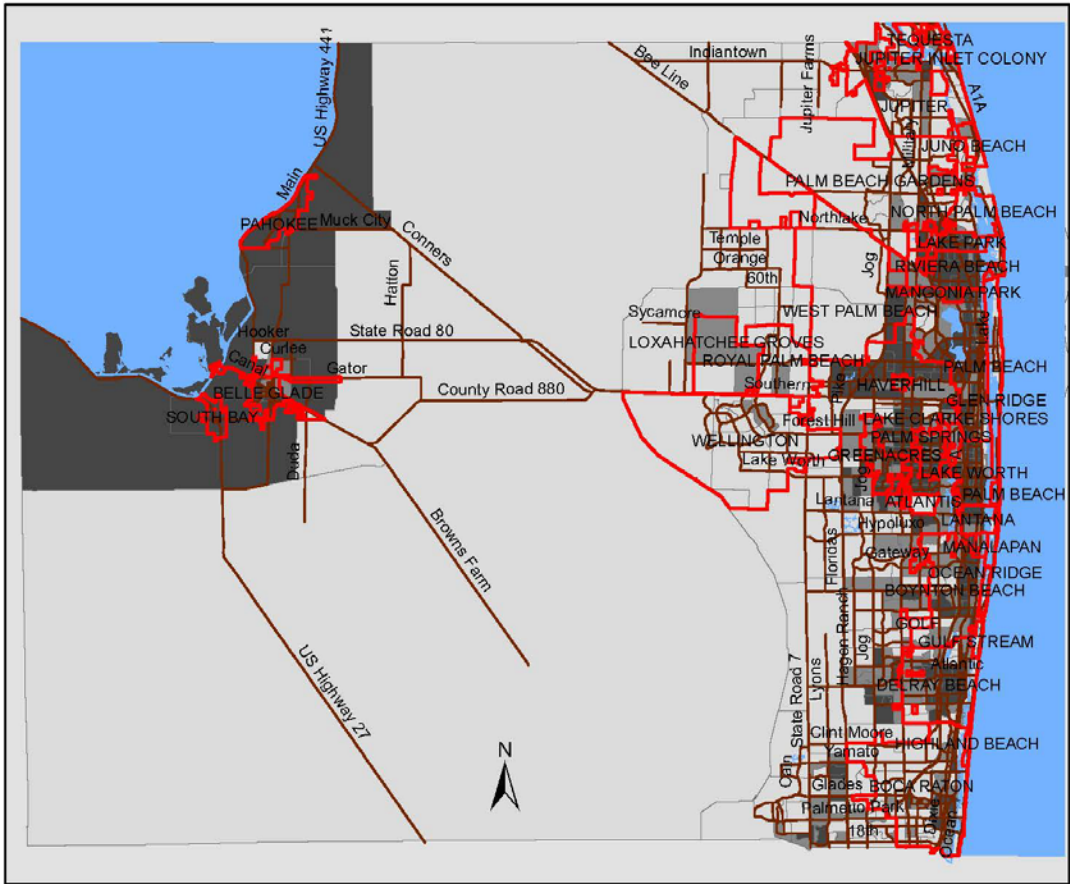 TEQUESTA
Indiantown
JUPITER INLET COLONY
US Highway 441
Bee Line
Jupiter Farms
A1A
JUPITER
Military
JUNO BEACH
Main
PALM BEACH GARDENS
PAHOKEE
Muck City
Northlake
NORTH PALM BEACH
Conners
Temple
LAKE PARK
Orange
Jog
RIVIERA BEACH
60th
Hatton
MANGONIA PARK
Sycamore
WEST PALM BEACH
Lake
Hooker
State Road 80
LOXAHATCHEE GROVES
Curlee
ROYAL PALM BEACH
Canal
Gator
PALM BEACH
BELLE GLADE
County Road 880
Southern
Pike
HAVERHILL
GLEN RIDGE
SOUTH BAY
Forest Hill
LAKE CLARKE SHORES
WELLINGTON
PALM SPRINGS
Duda
Lake Worth
GREENACRES
Jog
LAKE WORTH
Lantana
ATLANTIS
PALM BEACH
Hypoluxo
LANTANA
Browns Farm
Floridas
Gateway
MANALAPAN
OCEAN RIDGE
BOYNTON BEACH
Hagen Ranch
GOLF
Jog
GULF STREAM
US Highway 27
State Road 7
Lyons
Atlantic
DELRAY BEACH
Clint Moore
N
Yamato
HIGHLAND BEACH
Cain
Glades
BOCA RATON
Palmetto Park
Dixie
18th
Ocean